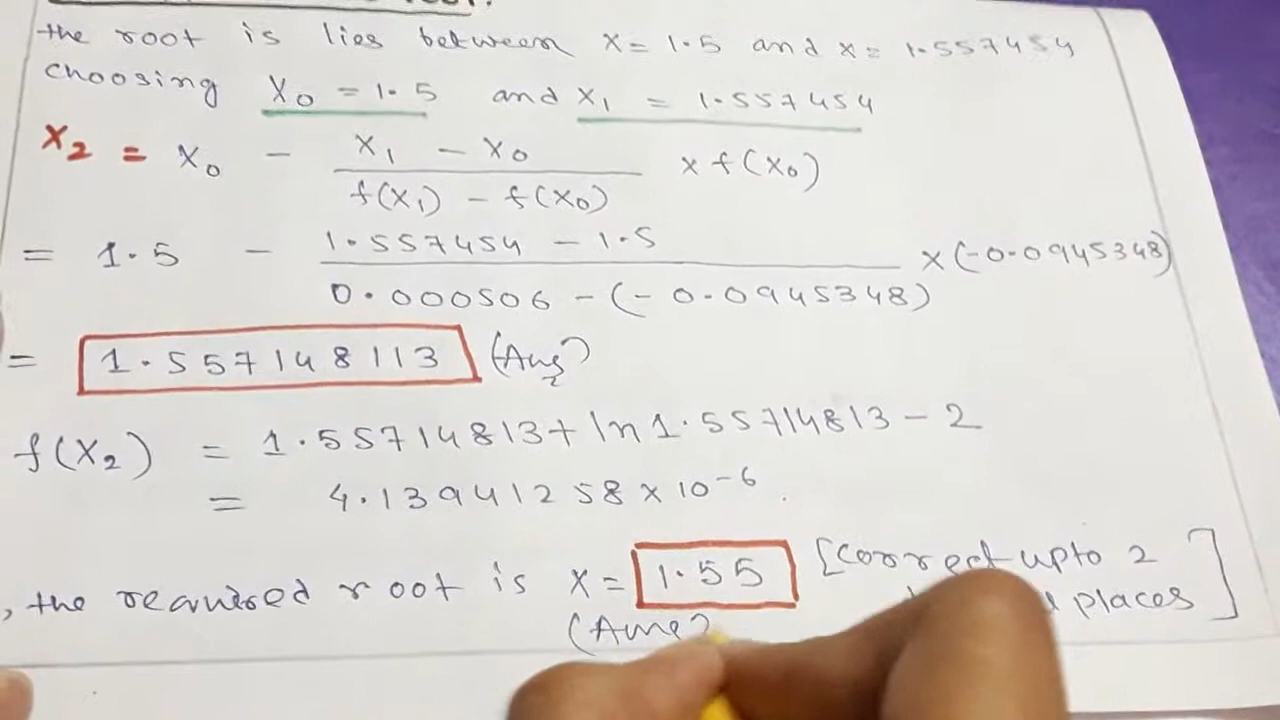 the root is lies between x = 1.5 and x = 1.557454
choosing x₀ = 1.5 and x₁ = 1.557454
x₂ = x₀ - (x₁ - x₀) / (f(x₁) - f(x₀)) × f(x₀)
= 1.5 - (1.557454 - 1.5) / (0.000506 - (-0.0945348)) × (-0.0945348)
= 1.557148113 (Ans)
f(x₂) = 1.55714813 + ln 1.55714813 - 2
= 4.13941258 × 10⁻⁶.
, the required root is x = 1.55 [correct upto 2
places]
(Ans)